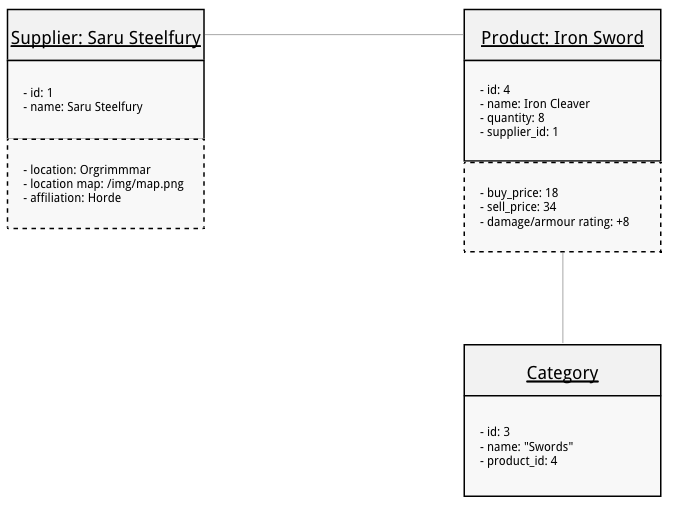 Supplier: Saru Steelfury
- id: 1
- name: Saru Steelfury
- location: Orgrimmmar
- location map: /img/map.png
- affiliation: Horde
Product: Iron Sword
- id: 4
- name: Iron Cleaver
- quantity: 8
- supplier_id: 1
- buy_price: 18
- sell_price: 34
- damage/armour rating: +8
Category
- id: 3
- name: "Swords"
- product_id: 4